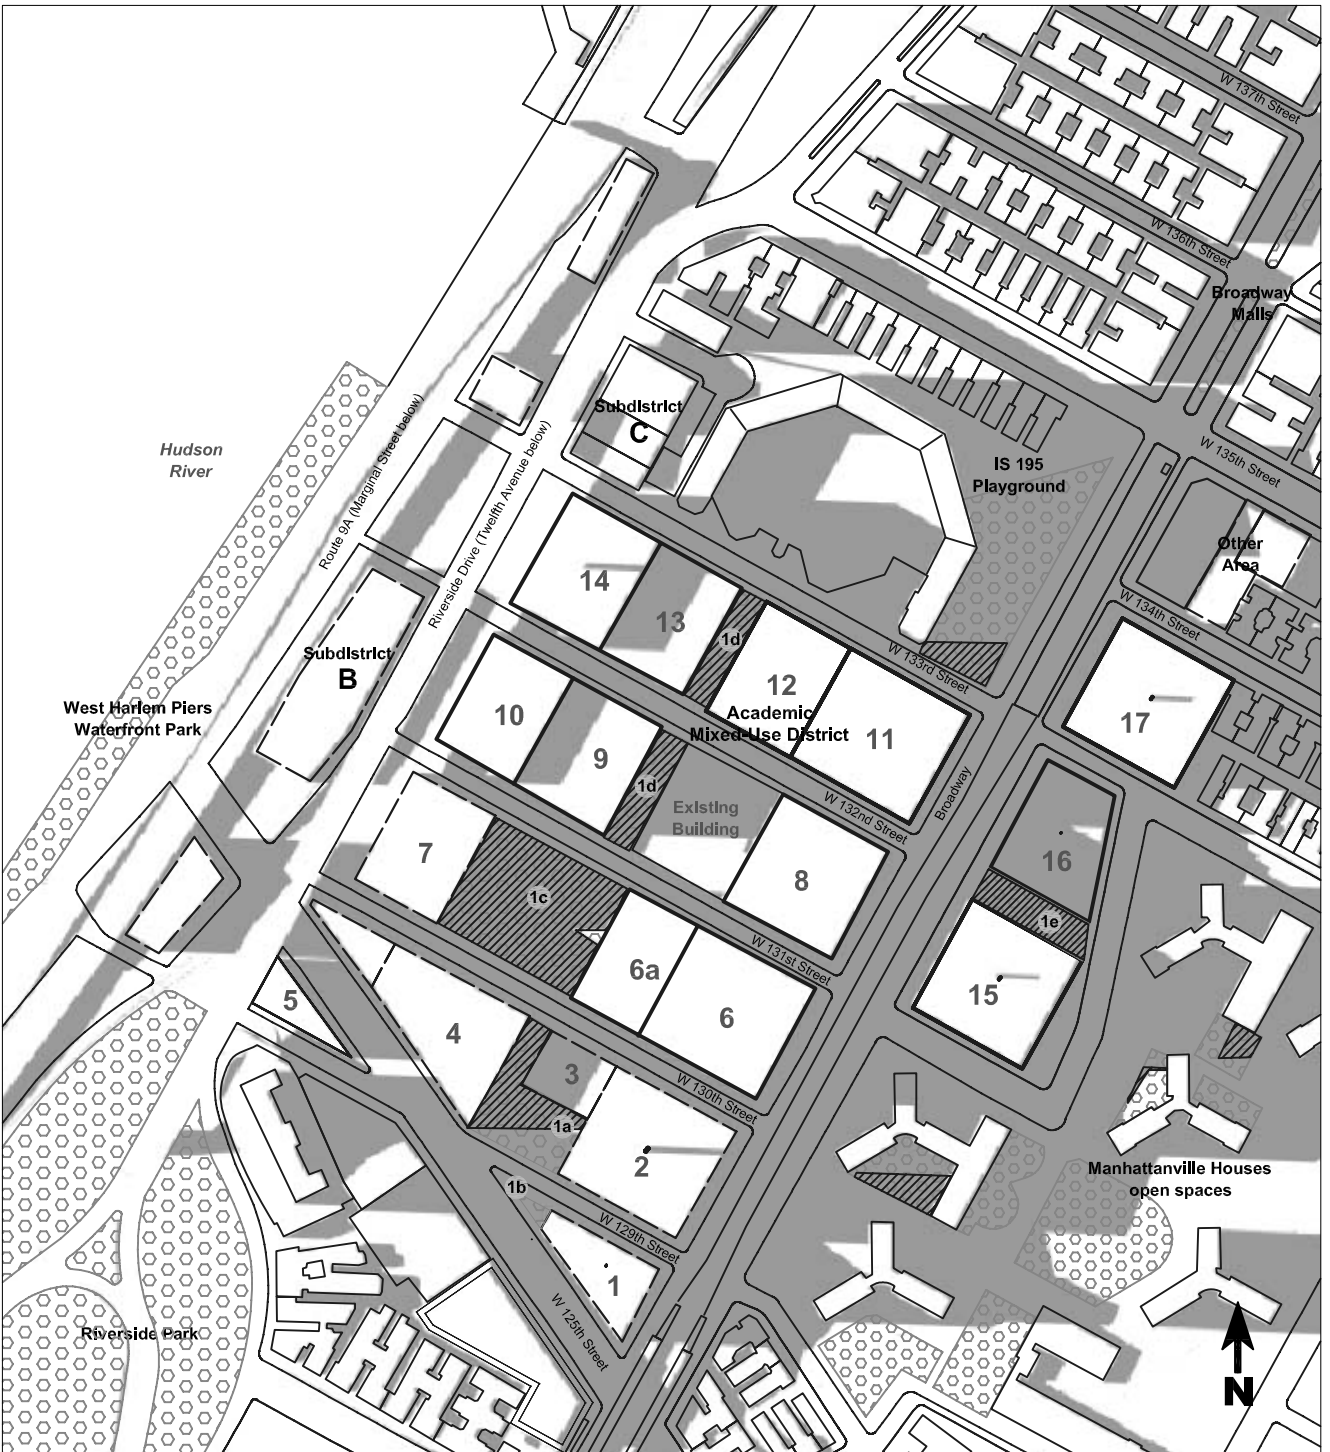 W 137th Street
W 136th Street
Broadway
Malls
Subdistrict
C
Hudson
River
W 135th Street
IS 195
Playground
Route 9A (Marginal Street below)
Riverside Drive (Twelfth Avenue below)
Other
Area
14
W 134th Street
13
1d
Subdistrict
B
W 133rd Street
12
West Harlem Piers
Waterfront Park
Academic
Mixed-Use District
10
11
17
9
1d
Existing
Building
W 132nd Street
Broadway
7
16
8
1c
1e
W 131st Street
6a
15
5
6
4
3
W 130th Street
1a
2
Manhattanville Houses
open spaces
1b
W 129th Street
1
Riverside Park
W 125th Street
N